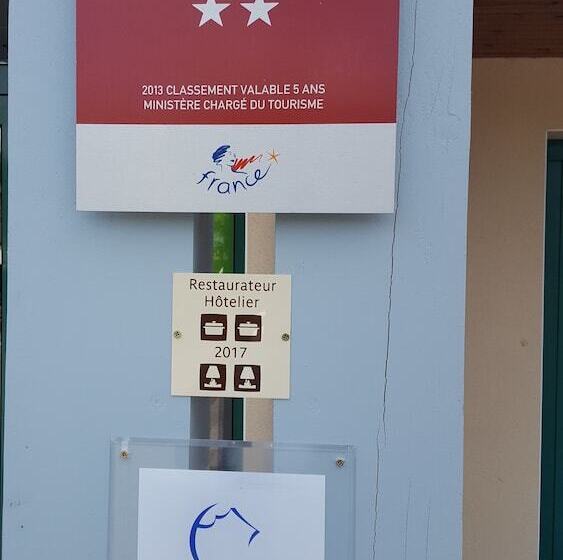 2013 CLASSEMENT VALABLE 5 ANS
MINISTÈRE CHARGÉ DU TOURISME
france
Restaurateur
Hôtelier
2017